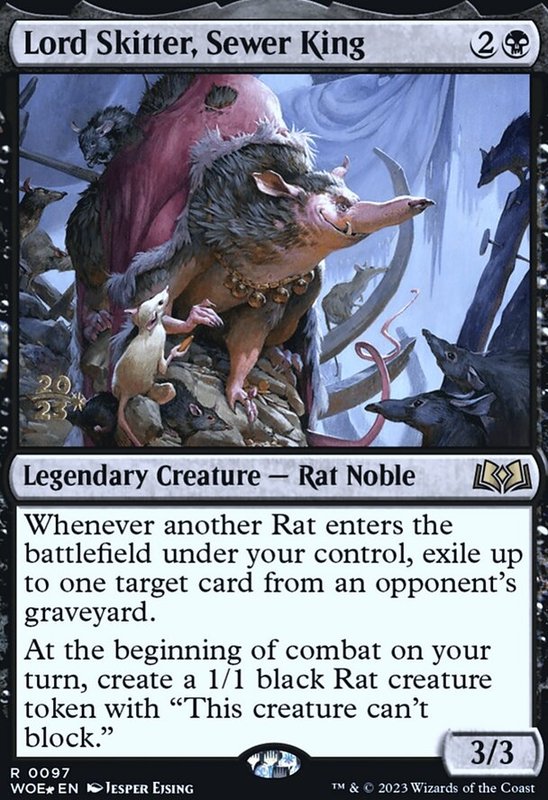 Lord Skitter, Sewer King 2
20
23
Legendary Creature — Rat Noble
Whenever another Rat enters the
battlefield under your control, exile up
to one target card from an opponent's
graveyard.
At the beginning of combat on your
turn, create a 1/1 black Rat creature
token with “This creature can't
block.”
3/3
R 0097
WOE★EN JESPER EJSING
™ & © 2023 Wizards of the Coast